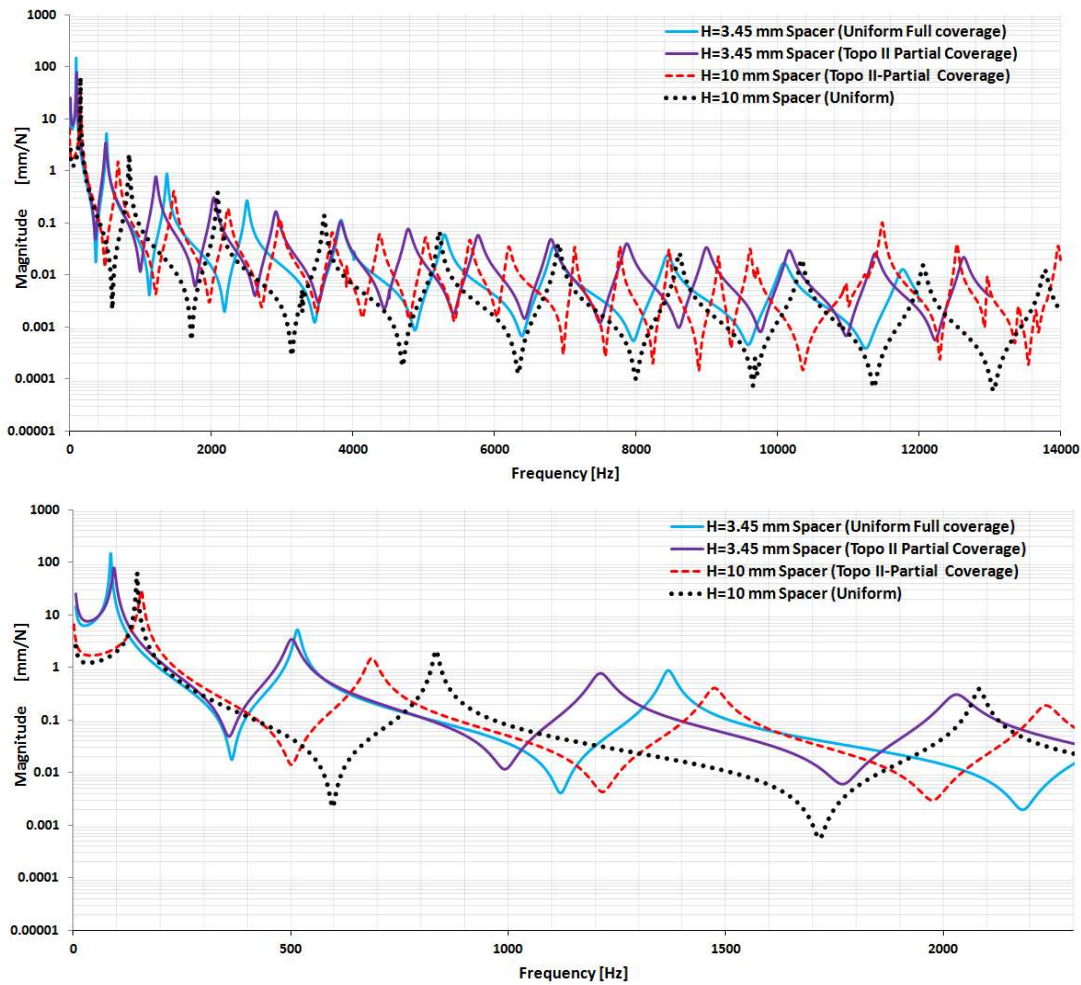 1000
100
10
1
0.1
0.01
0.001
0.0001
0.00001
Magnitude [mm/N]
H=3.45 mm Spacer (Uniform Full coverage)
H=3.45 mm Spacer (Topo II Partial Coverage)
H=10 mm Spacer (Topo II-Partial Coverage)
H=10 mm Spacer (Uniform)
0 2000 4000 6000 8000 10000 12000 14000
Frequency [Hz]
1000
100
10
1
0.1
0.01
0.001
0.0001
0.00001
Magnitude [mm/N]
H=3.45 mm Spacer (Uniform Full coverage)
H=3.45 mm Spacer (Topo II Partial Coverage)
H=10 mm Spacer (Topo II-Partial Coverage)
H=10 mm Spacer (Uniform)
0 500 1000 1500 2000
Frequency [Hz]